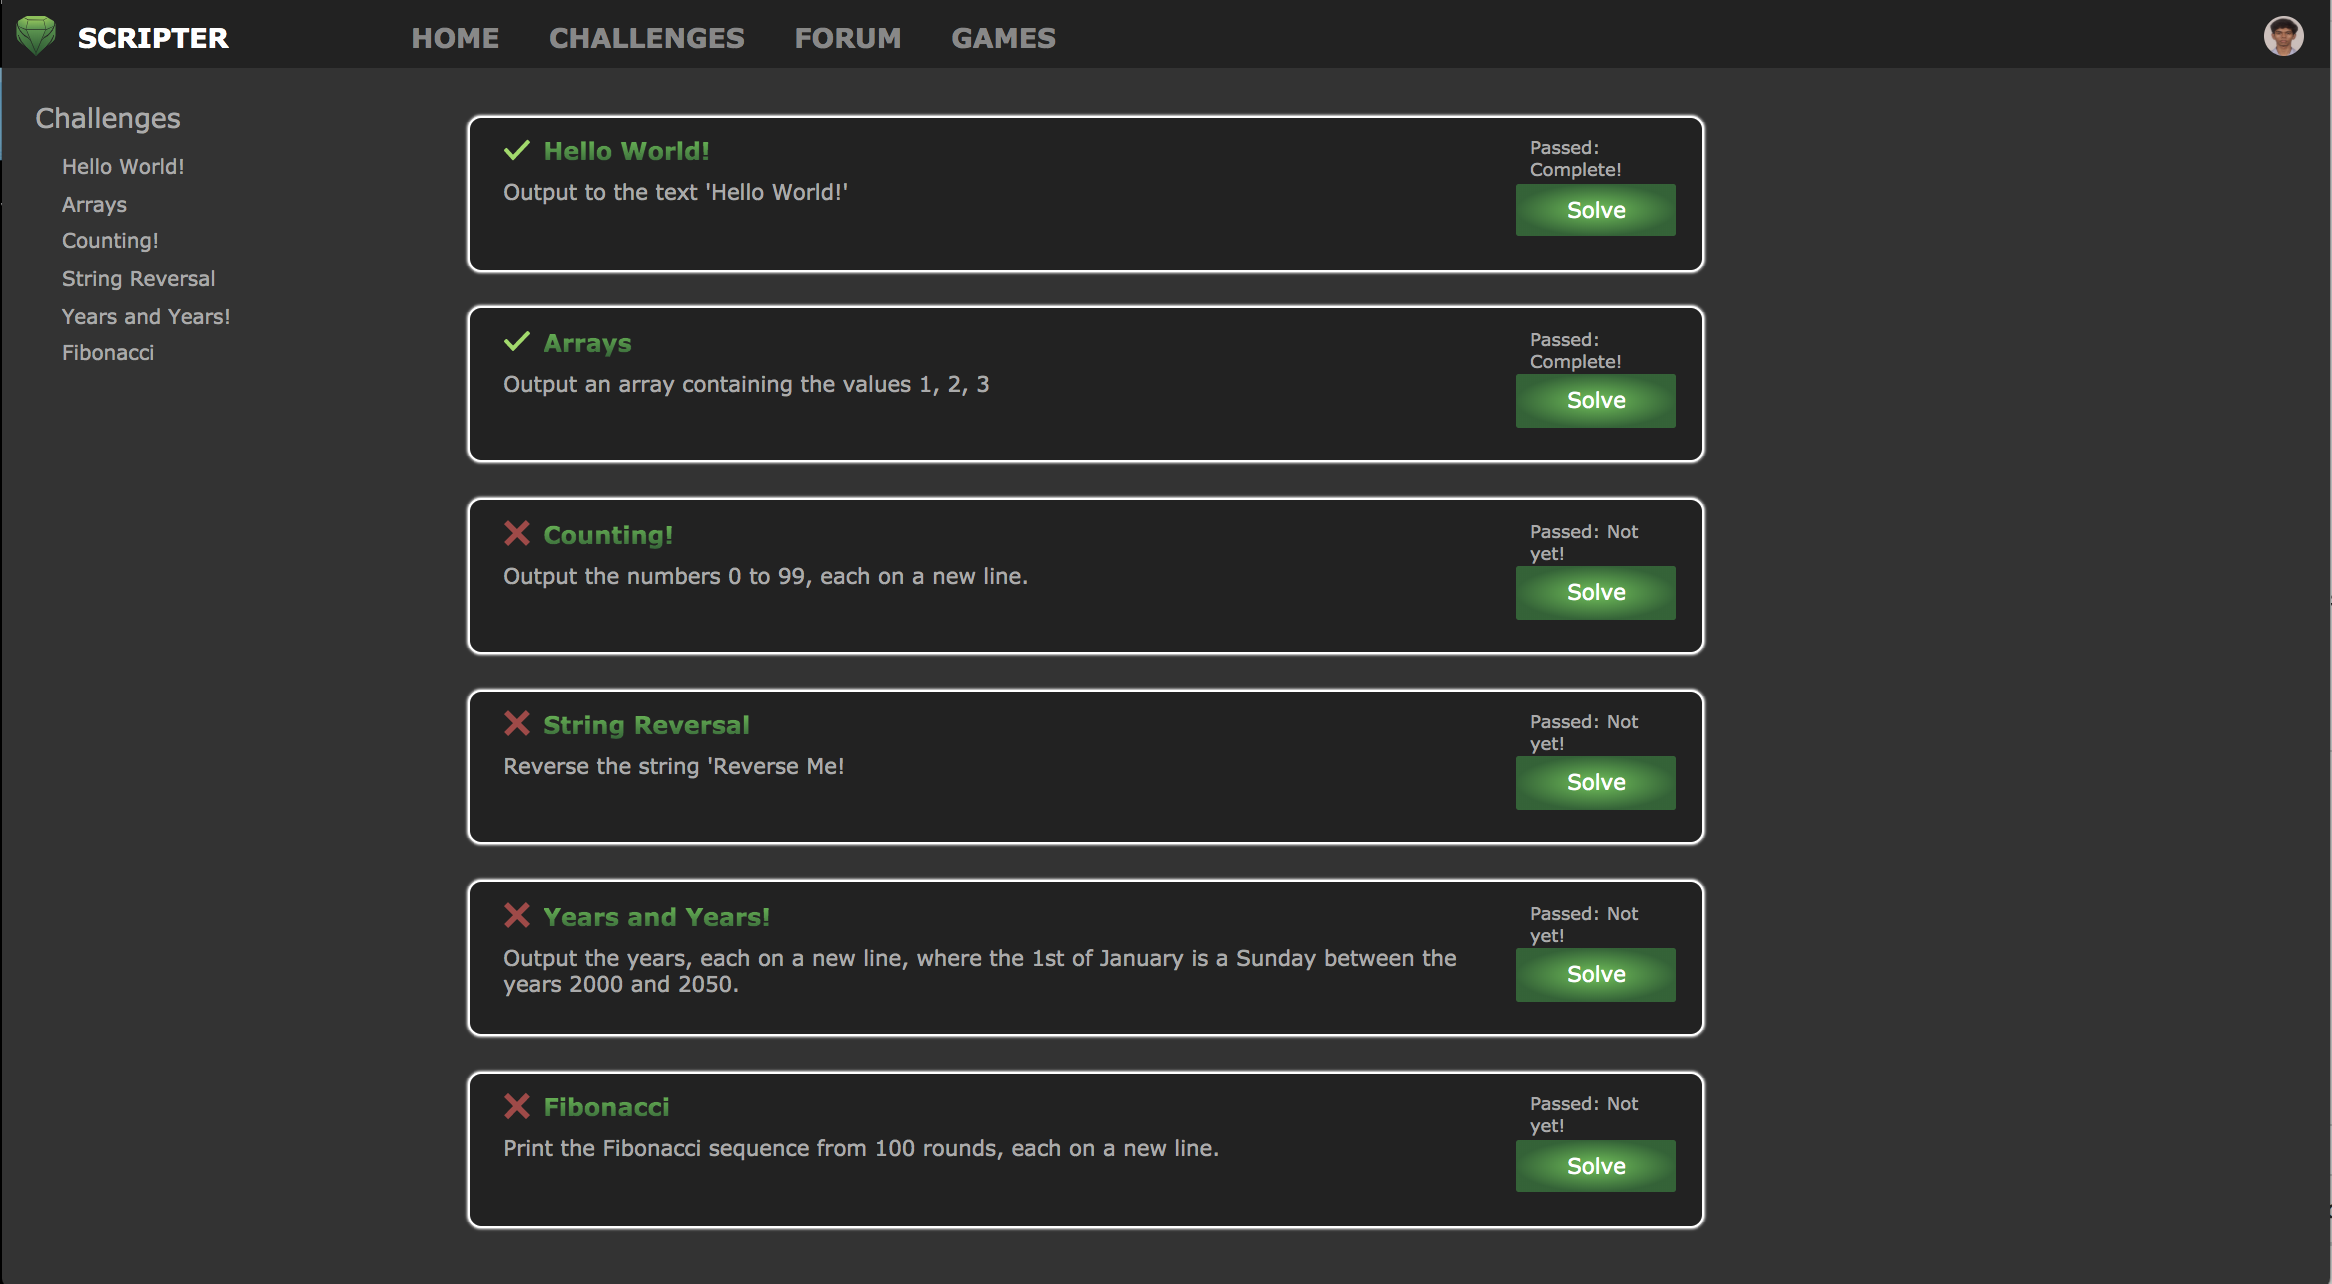 SCRIPTER
HOME CHALLENGES FORUM GAMES
Challenges
Hello World!
Arrays
Counting!
String Reversal
Years and Years!
Fibonacci
Hello World!
Output to the text 'Hello World!'
Passed:
Complete!
Solve
Arrays
Output an array containing the values 1, 2, 3
Passed:
Complete!
Solve
Counting!
Output the numbers 0 to 99, each on a new line.
Passed: Not
yet!
Solve
String Reversal
Reverse the string 'Reverse Me!
Passed: Not
yet!
Solve
Years and Years!
Output the years, each on a new line, where the 1st of January is a Sunday between the
years 2000 and 2050.
Passed: Not
yet!
Solve
Fibonacci
Print the Fibonacci sequence from 100 rounds, each on a new line.
Passed: Not
yet!
Solve